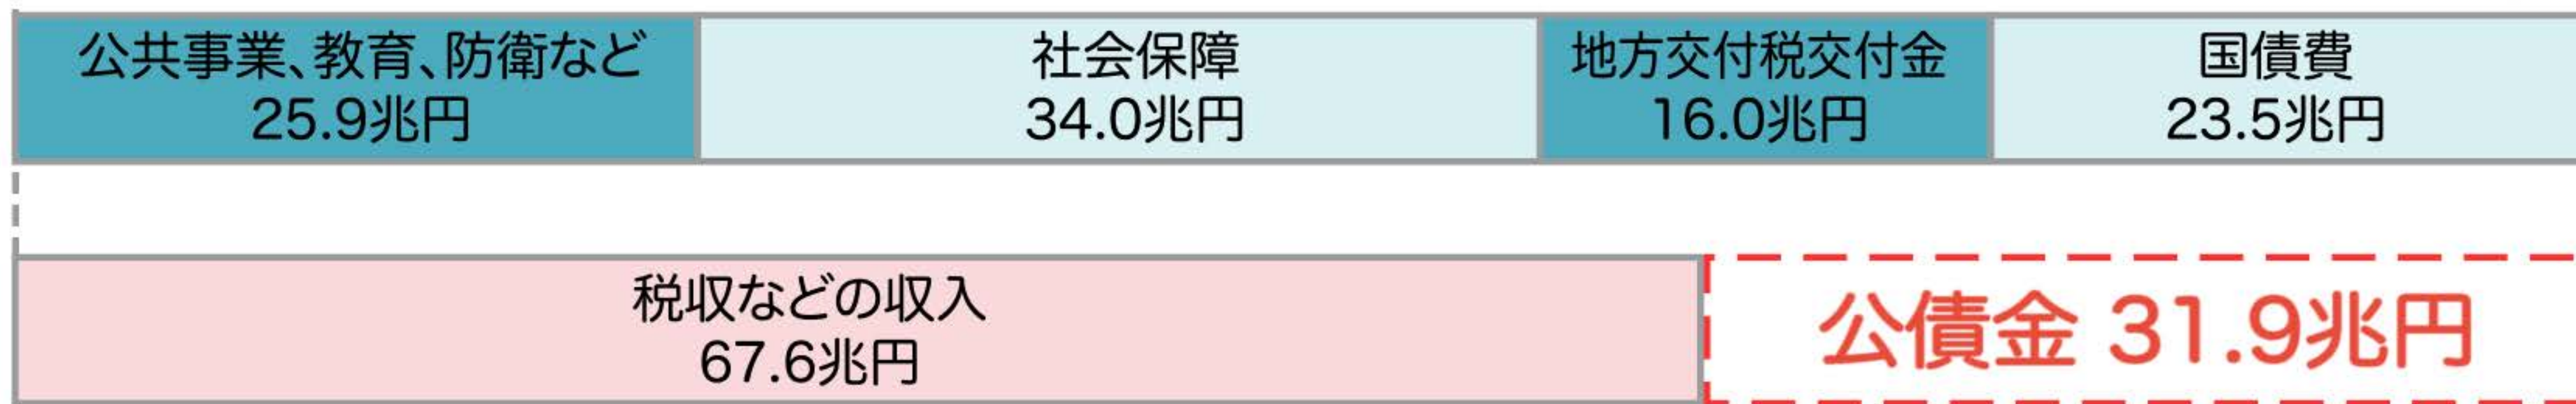 公共事業、教育、防衛など
25.9兆円
社会保障
34.0兆円
地方交付税交付金
16.0兆円
国債費
23.5兆円
税収などの収入
67.6兆円
公債金 31.9兆円